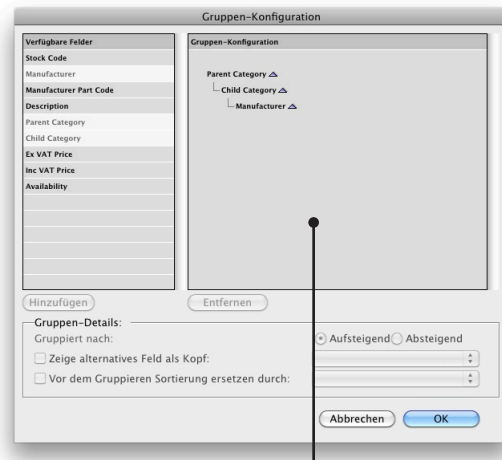 Gruppen-Konfiguration
Verfügbare Felder
Stock Code
Manufacturer
Manufacturer Part Code
Description
Parent Category
Child Category
Ex VAT Price
Inc VAT Price
Availability
Gruppen-Konfiguration
Parent Category
Child Category
Manufacturer
Hinzufügen
Entfernen
Gruppen-Details:
Gruppiert nach:
Aufsteigend Absteigend
Zeige alternatives Feld als Kopf:
Vor dem Gruppieren Sortierung ersetzen durch:
Abbrechen
OK